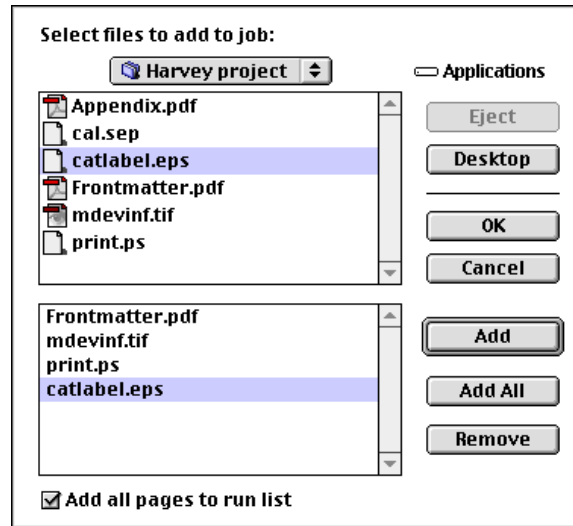 Select files to add to job:
Harvey project
Applications
Appendix.pdf
cal.sep
catlabel.eps
Frontmatter.pdf
mdevinf.tif
print.ps
Eject
Desktop
OK
Cancel
Frontmatter.pdf
mdevinf.tif
print.ps
catlabel.eps
Add
Add All
Remove
Add all pages to run list